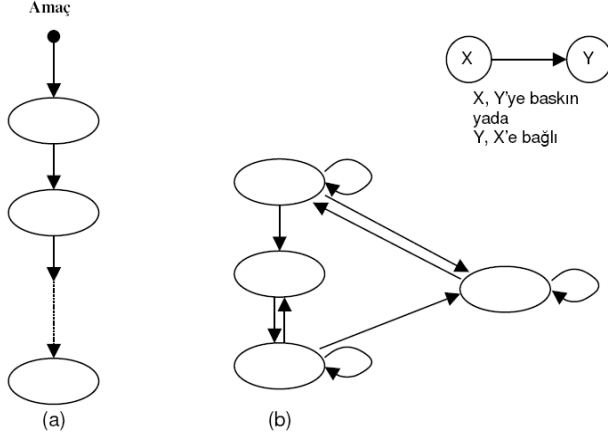 Amaç
X
Y
X, Y'ye baskın
yada
Y, X'e bağlı
(a)
(b)